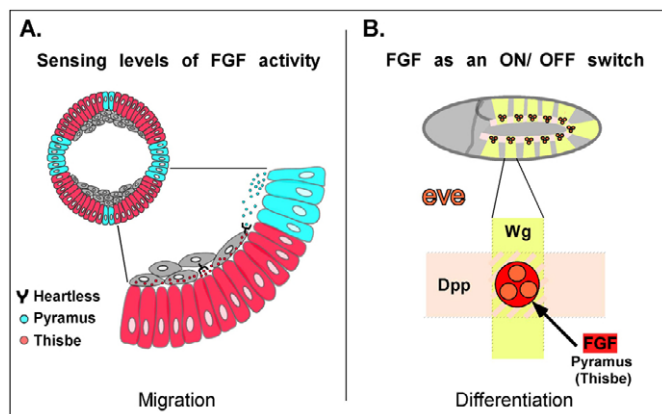 A.
Sensing levels of FGF activity
Heartless
Pyramus
Thisbe
Migration
B.
FGF as an ON/ OFF switch
eve
Wg
Dpp
FGF
Pyramus
(Thisbe)
Differentiation